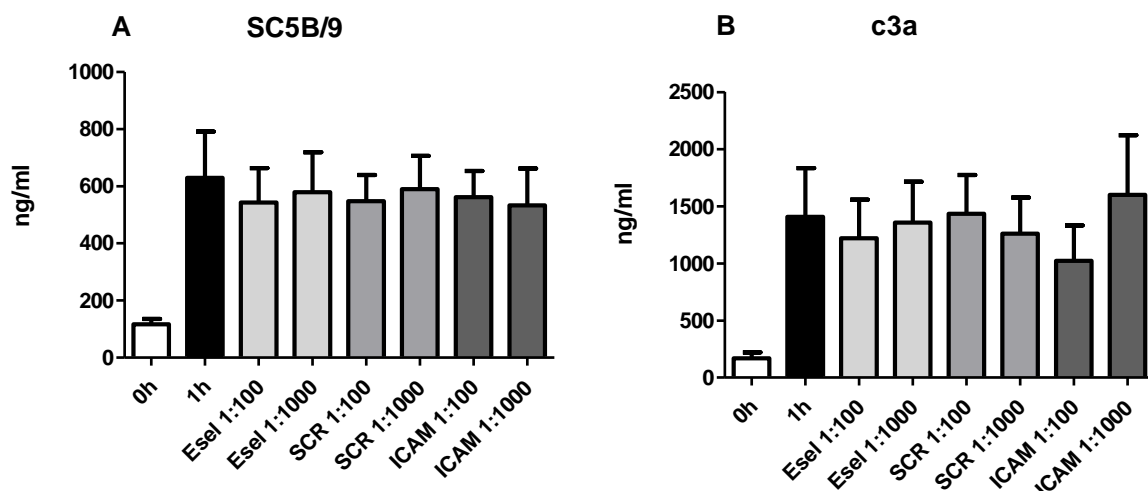 A SC5B/9
1000
800
600
400
200
0
ng/ml
0h
1h
Esel 1:100
Esel 1:1000
SCR 1:100
SCR 1:1000
ICAM 1:100
ICAM 1:1000
B c3a
2500
2000
1500
1000
500
0
ng/ml
0h
1h
Esel 1:100
Esel 1:1000
SCR 1:100
SCR 1:1000
ICAM 1:100
ICAM 1:1000